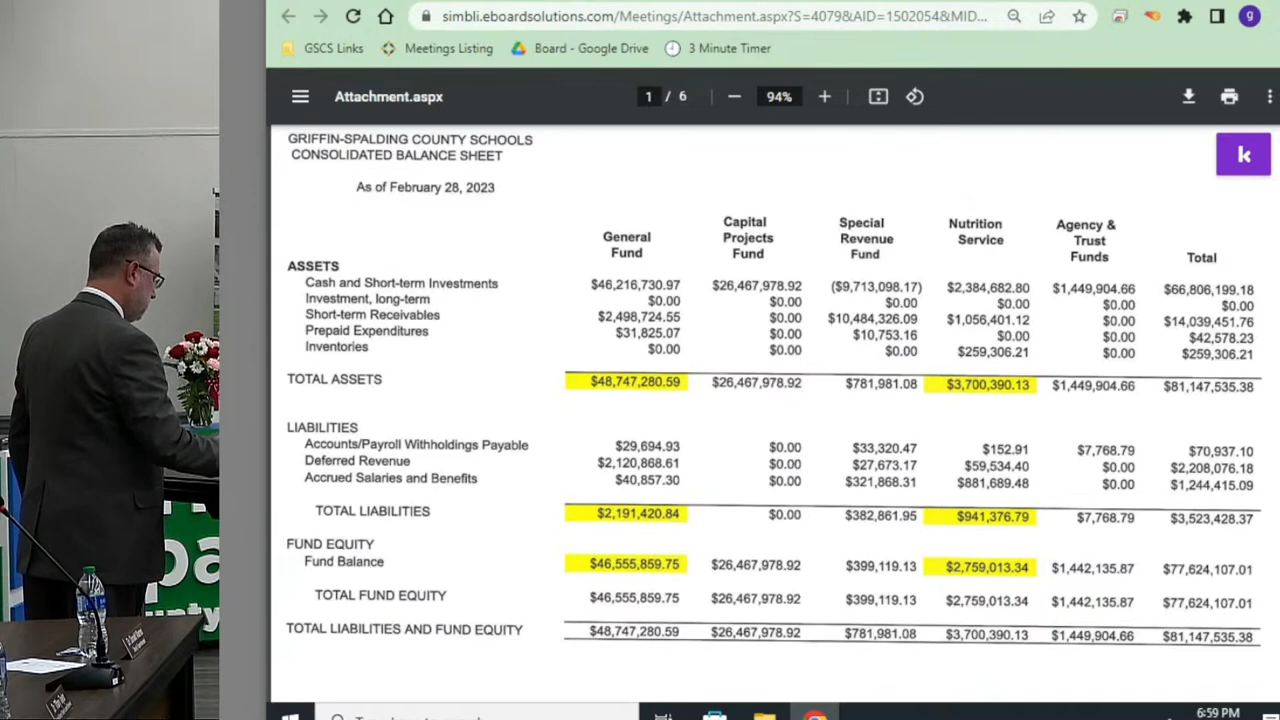 simbli.eboardsolutions.com/Meetings/Attachment.aspx?S=4079&AID=1502054&MID...
g
GSCS Links Meetings Listing Board - Google Drive 3 Minute Timer
Attachment.aspx 1 / 6 94%
GRIFFIN-SPALDING COUNTY SCHOOLS
CONSOLIDATED BALANCE SHEET
k
As of February 28, 2023
General Fund Capital Projects Fund Special Revenue Fund Nutrition Service Agency & Trust Funds Total
ASSETS
Cash and Short-term Investments $46,216,730.97 $26,467,978.92 ($9,713,098.17) $2,384,682.80 $1,449,904.66 $66,806,199.18
Investment, long-term $0.00 $0.00 $0.00 $0.00 $0.00 $0.00
Short-term Receivables $2,498,724.55 $0.00 $10,484,326.09 $1,056,401.12 $0.00 $14,039,451.76
Prepaid Expenditures $31,825.07 $0.00 $10,753.16 $0.00 $0.00 $42,578.23
Inventories $0.00 $0.00 $0.00 $259,306.21 $0.00 $259,306.21
TOTAL ASSETS $48,747,280.59 $26,467,978.92 $781,981.08 $3,700,390.13 $1,449,904.66 $81,147,535.38
LIABILITIES
Accounts/Payroll Withholdings Payable $29,694.93 $0.00 $33,320.47 $152.91 $7,768.79 $70,937.10
Deferred Revenue $2,120,868.61 $0.00 $27,673.17 $59,534.40 $0.00 $2,208,076.18
Accrued Salaries and Benefits $40,857.30 $0.00 $321,868.31 $881,689.48 $0.00 $1,244,415.09
TOTAL LIABILITIES $2,191,420.84 $0.00 $382,861.95 $941,376.79 $7,768.79 $3,523,428.37
FUND EQUITY
Fund Balance $46,555,859.75 $26,467,978.92 $399,119.13 $2,759,013.34 $1,442,135.87 $77,624,107.01
TOTAL FUND EQUITY $46,555,859.75 $26,467,978.92 $399,119.13 $2,759,013.34 $1,442,135.87 $77,624,107.01
TOTAL LIABILITIES AND FUND EQUITY $48,747,280.59 $26,467,978.92 $781,981.08 $3,700,390.13 $1,449,904.66 $81,147,535.38
6:59 PM